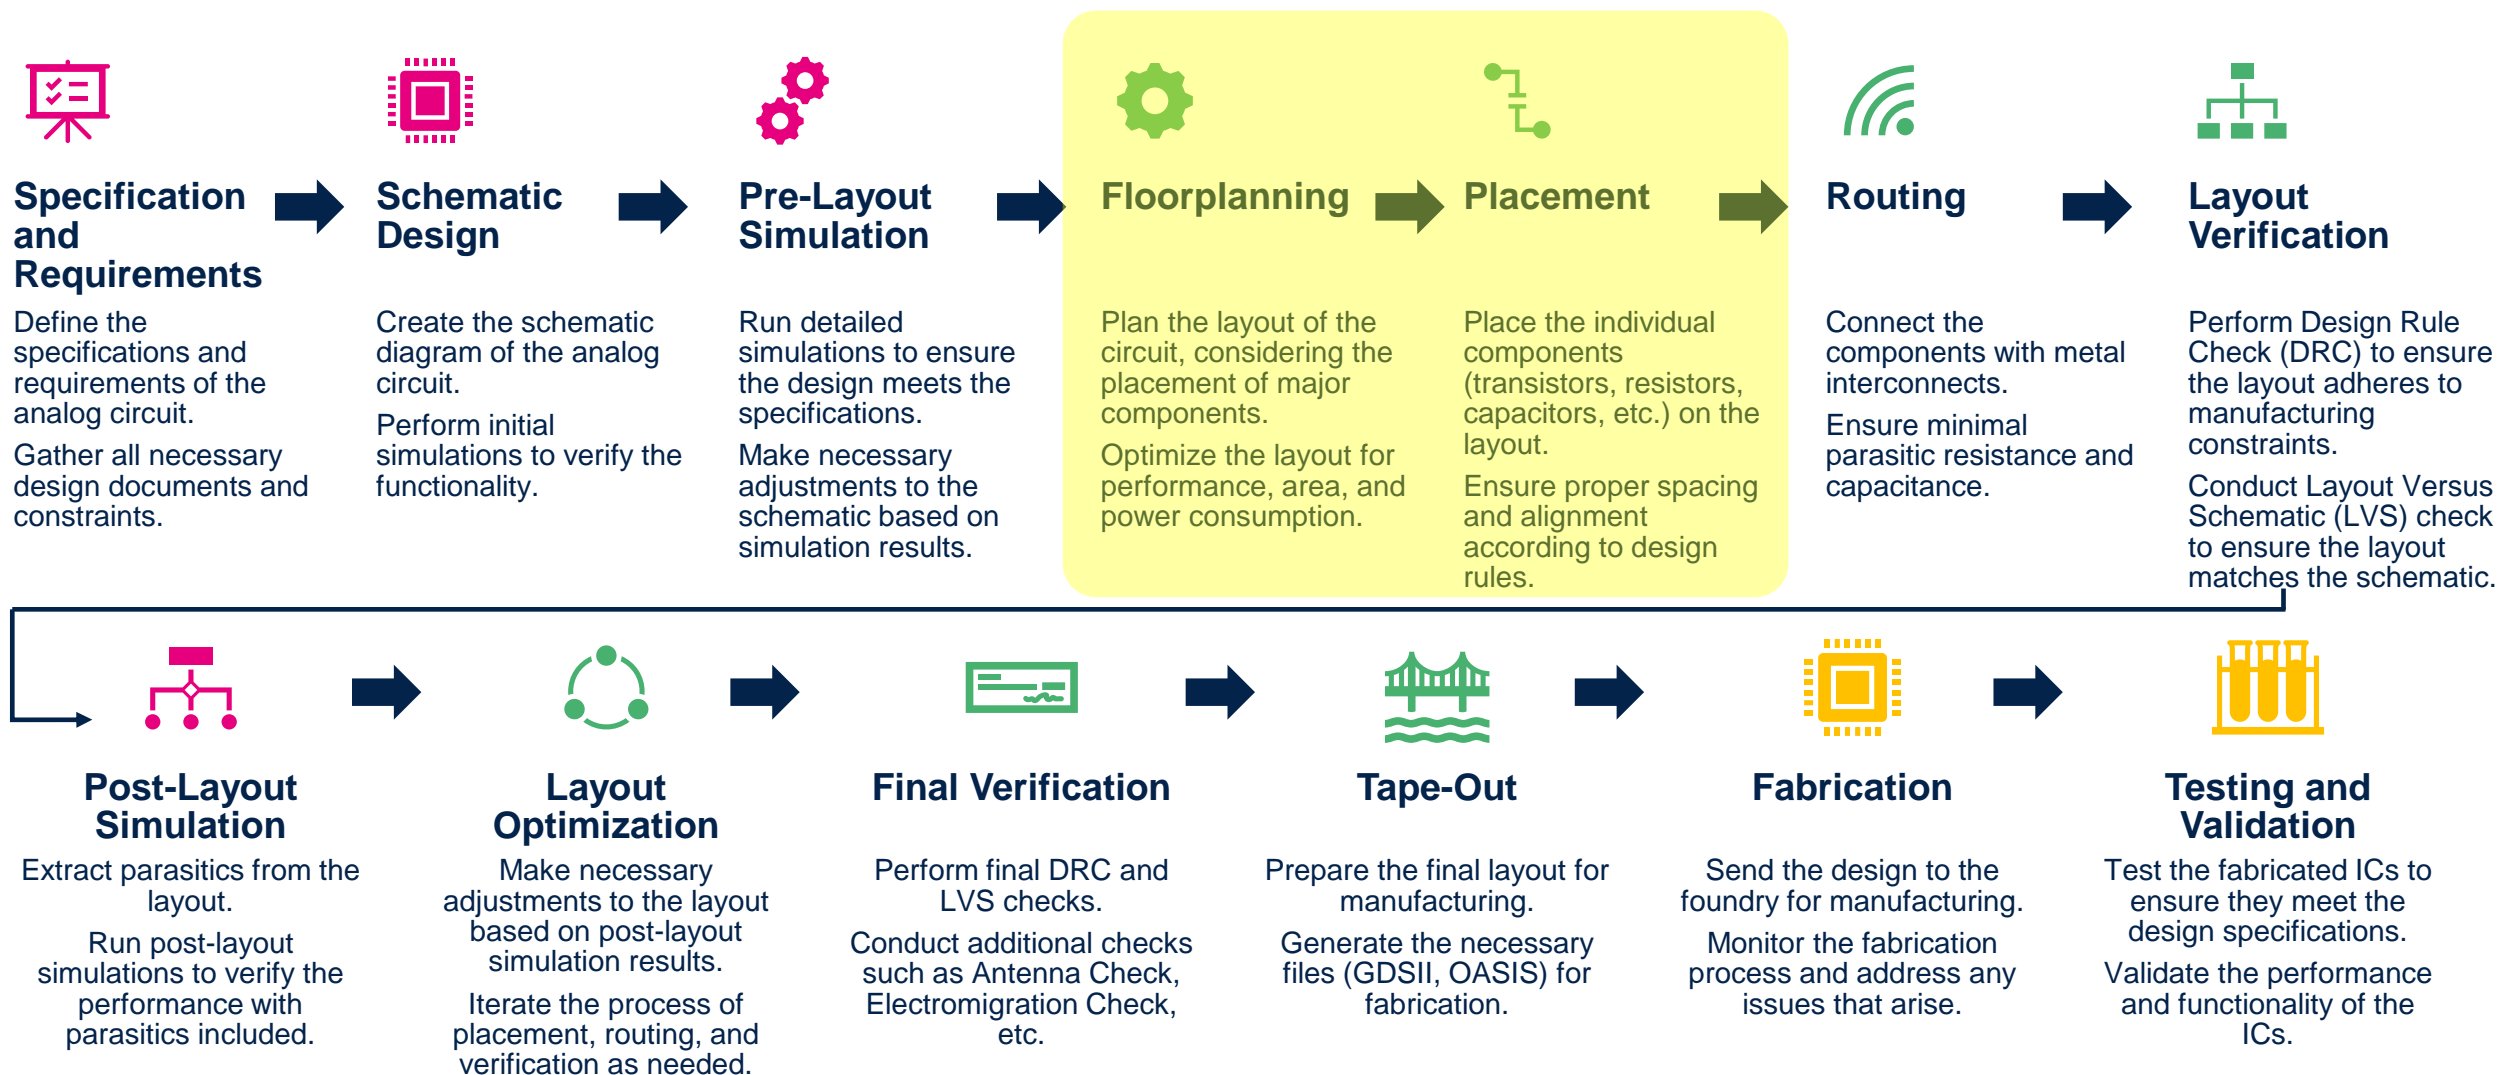 Specification
and
Requirements
Define the
specifications and
requirements of the
analog circuit.
Gather all necessary
design documents and
constraints.
Schematic
Design
Create the schematic
diagram of the analog
circuit.
Perform initial
simulations to verify the
functionality.
Pre-Layout
Simulation
Run detailed
simulations to ensure
the design meets the
specifications.
Make necessary
adjustments to the
schematic based on
simulation results.
Floorplanning
Plan the layout of the
circuit, considering the
placement of major
components.
Optimize the layout for
performance, area, and
power consumption.
Placement
Place the individual
components
(transistors, resistors,
capacitors, etc.) on the
layout.
Ensure proper spacing
and alignment
according to design
rules.
Routing
Connect the
components with metal
interconnects.
Ensure minimal
parasitic resistance and
capacitance.
Layout
Verification
Perform Design Rule
Check (DRC) to ensure
the layout adheres to
manufacturing
constraints.
Conduct Layout Versus
Schematic (LVS) check
to ensure the layout
matches the schematic.
Post-Layout
Simulation
Extract parasitics from the
layout.
Run post-layout
simulations to verify the
performance with
parasitics included.
Layout
Optimization
Make necessary
adjustments to the layout
based on post-layout
simulation results.
Iterate the process of
placement, routing, and
verification as needed.
Final Verification
Perform final DRC and
LVS checks.
Conduct additional checks
such as Antenna Check,
Electromigration Check,
etc.
Tape-Out
Prepare the final layout for
manufacturing.
Generate the necessary
files (GDSII, OASIS) for
fabrication.
Fabrication
Send the design to the
foundry for manufacturing.
Monitor the fabrication
process and address any
issues that arise.
Testing and
Validation
Test the fabricated ICs to
ensure they meet the
design specifications.
Validate the performance
and functionality of the
ICs.